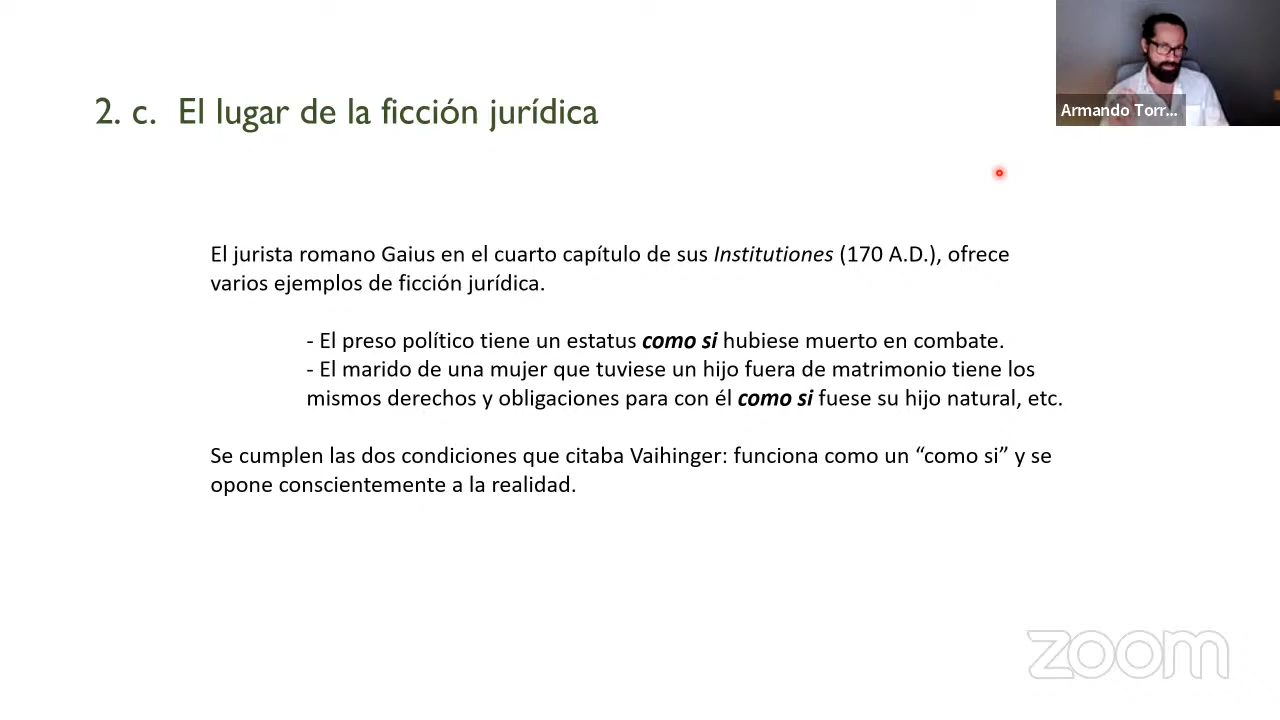 2. c. El lugar de la ficción jurídica
Armando Torr...
El jurista romano Gaius en el cuarto capítulo de sus Institutiones (170 A.D.), ofrece
varios ejemplos de ficción jurídica.
- El preso político tiene un estatus como si hubiese muerto en combate.
- El marido de una mujer que tuviese un hijo fuera de matrimonio tiene los
mismos derechos y obligaciones para con él como si fuese su hijo natural, etc.
Se cumplen las dos condiciones que citaba Vaihinger: funciona como un “como si” y se
opone conscientemente a la realidad.
zoom